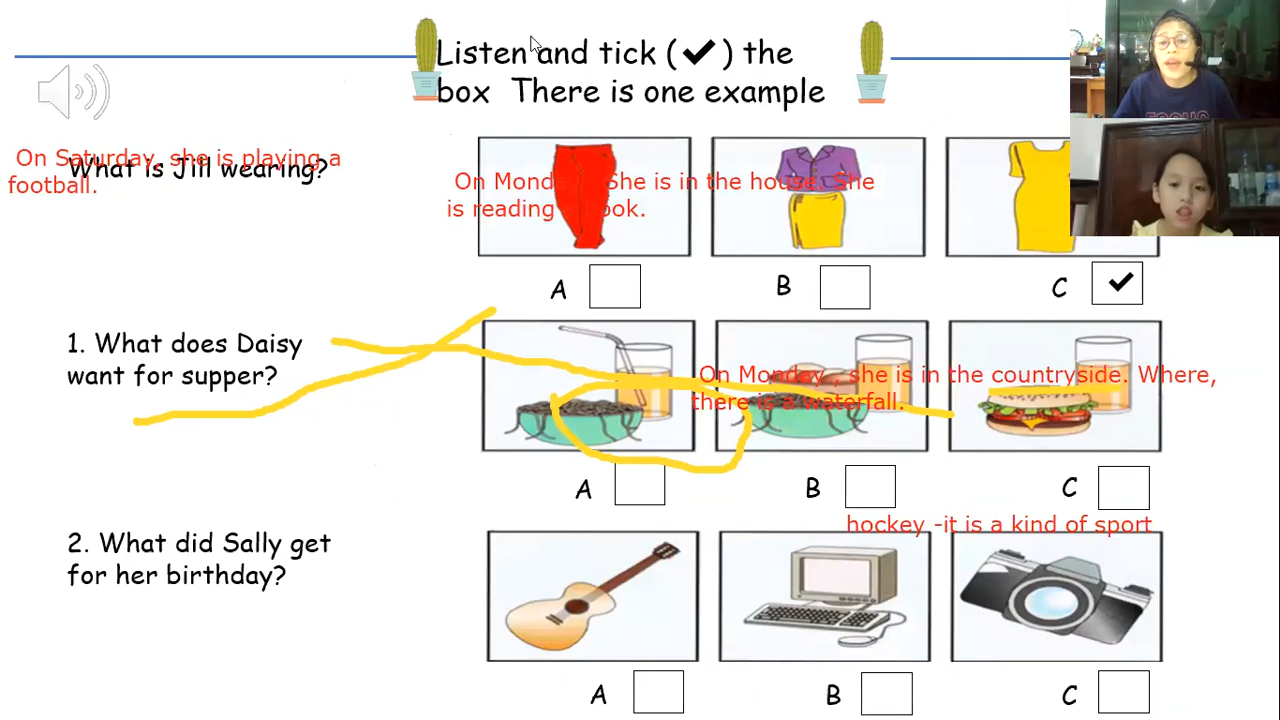 Listen and tick (✔) the
box There is one example
On Saturday, she is playing a
football.
What is Jill wearing?
On Monday, She is in the house. She
is reading a book.
A
B
C ✔
1. What does Daisy
want for supper?
On Monday , she is in the countryside. Where,
there is a waterfall.
A
B
C
hockey -it is a kind of sport
2. What did Sally get
for her birthday?
A
B
C